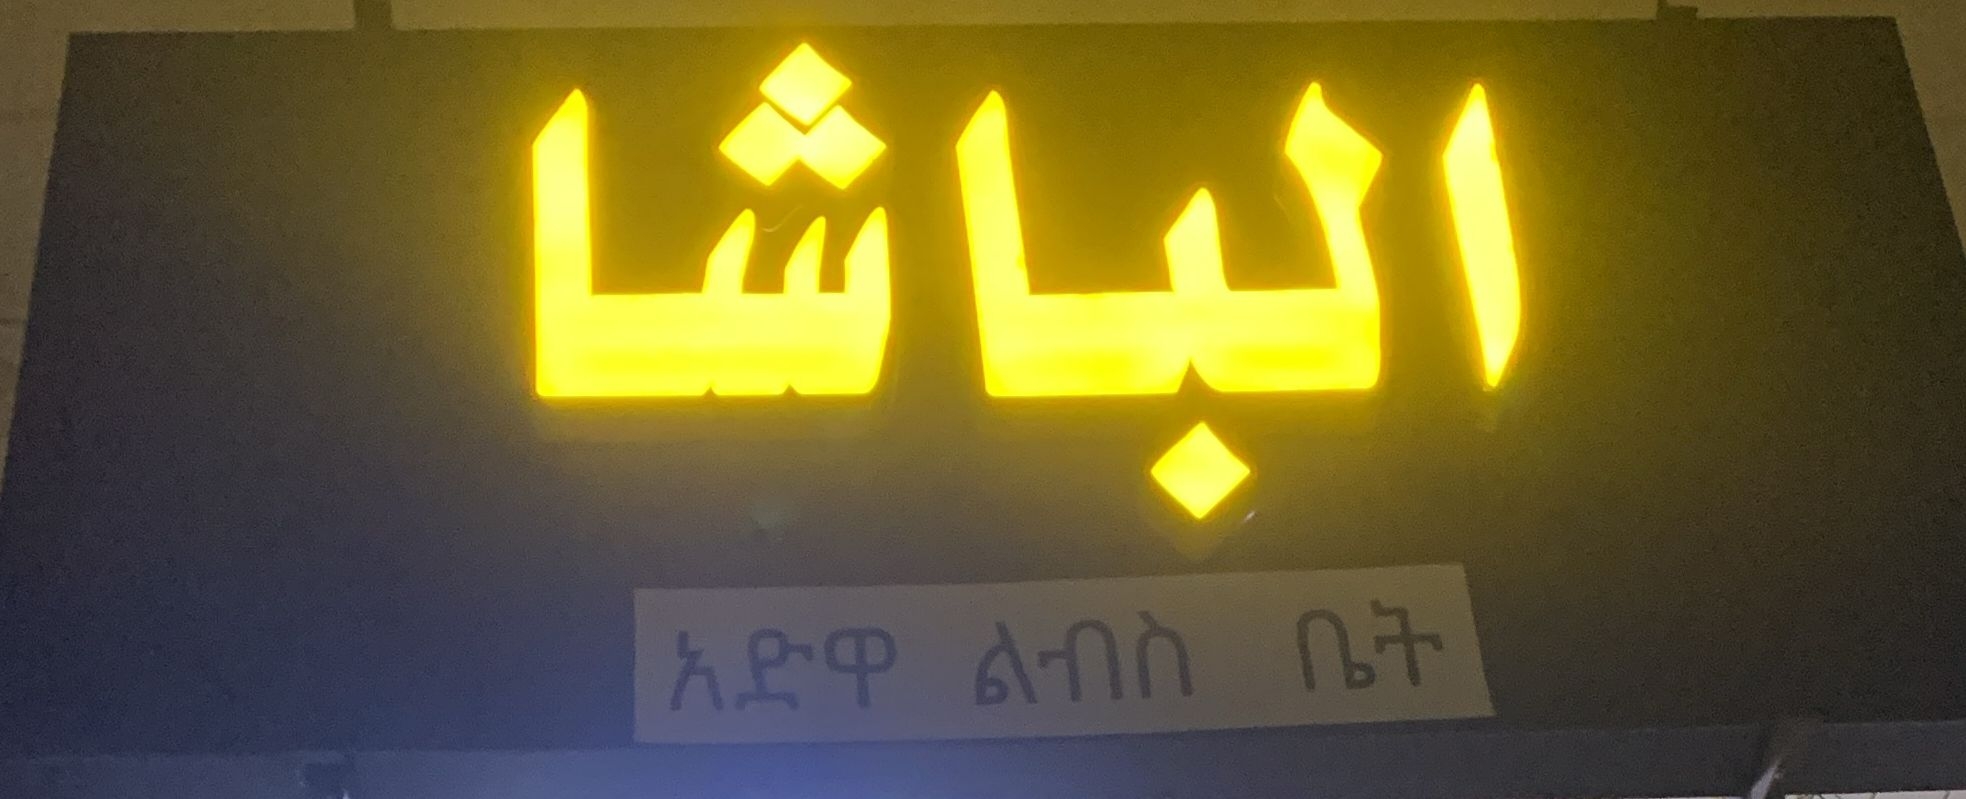 الباشا
አድዋ ልብስ ቤት